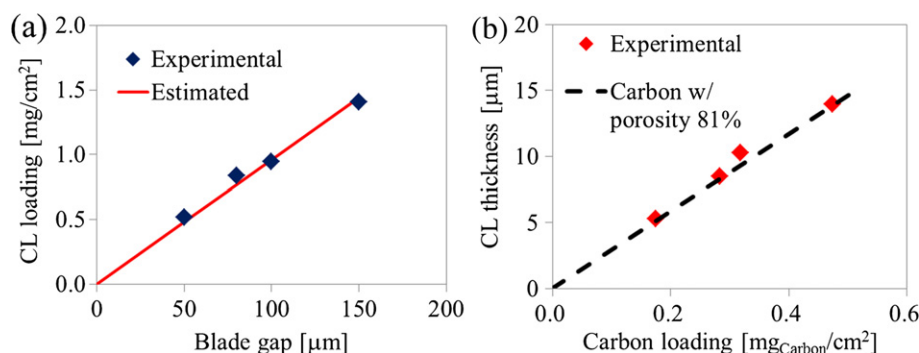 (a)
2.0
1.5
1.0
0.5
0.0
CL loading [mg/cm²]
Experimental
Estimated
0
50
100
150
200
Blade gap [µm]
(b)
20
15
10
5
0
CL thickness [µm]
Experimental
Carbon w/
porosity 81%
0.0
0.2
0.4
0.6
Carbon loading [mgCarbon/cm²]